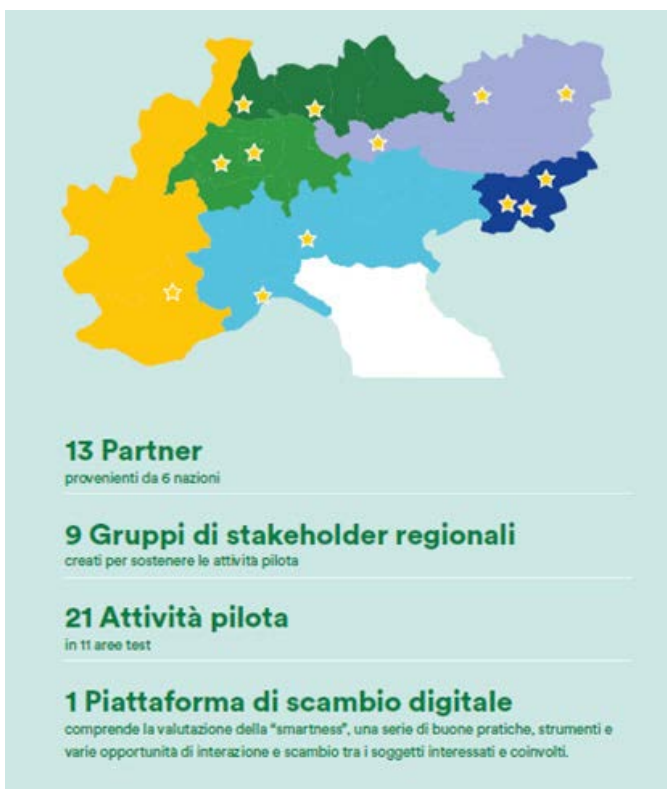 13 Partner
provenienti da 6 nazioni
9 Gruppi di stakeholder regionali
creati per sostenere le attività pilota
21 Attività pilota
in 11 aree test
1 Piattaforma di scambio digitale
comprende la valutazione della "smartness", una serie di buone pratiche, strumenti e
varie opportunità di interazione e scambio tra i soggetti interessati e coinvolti.